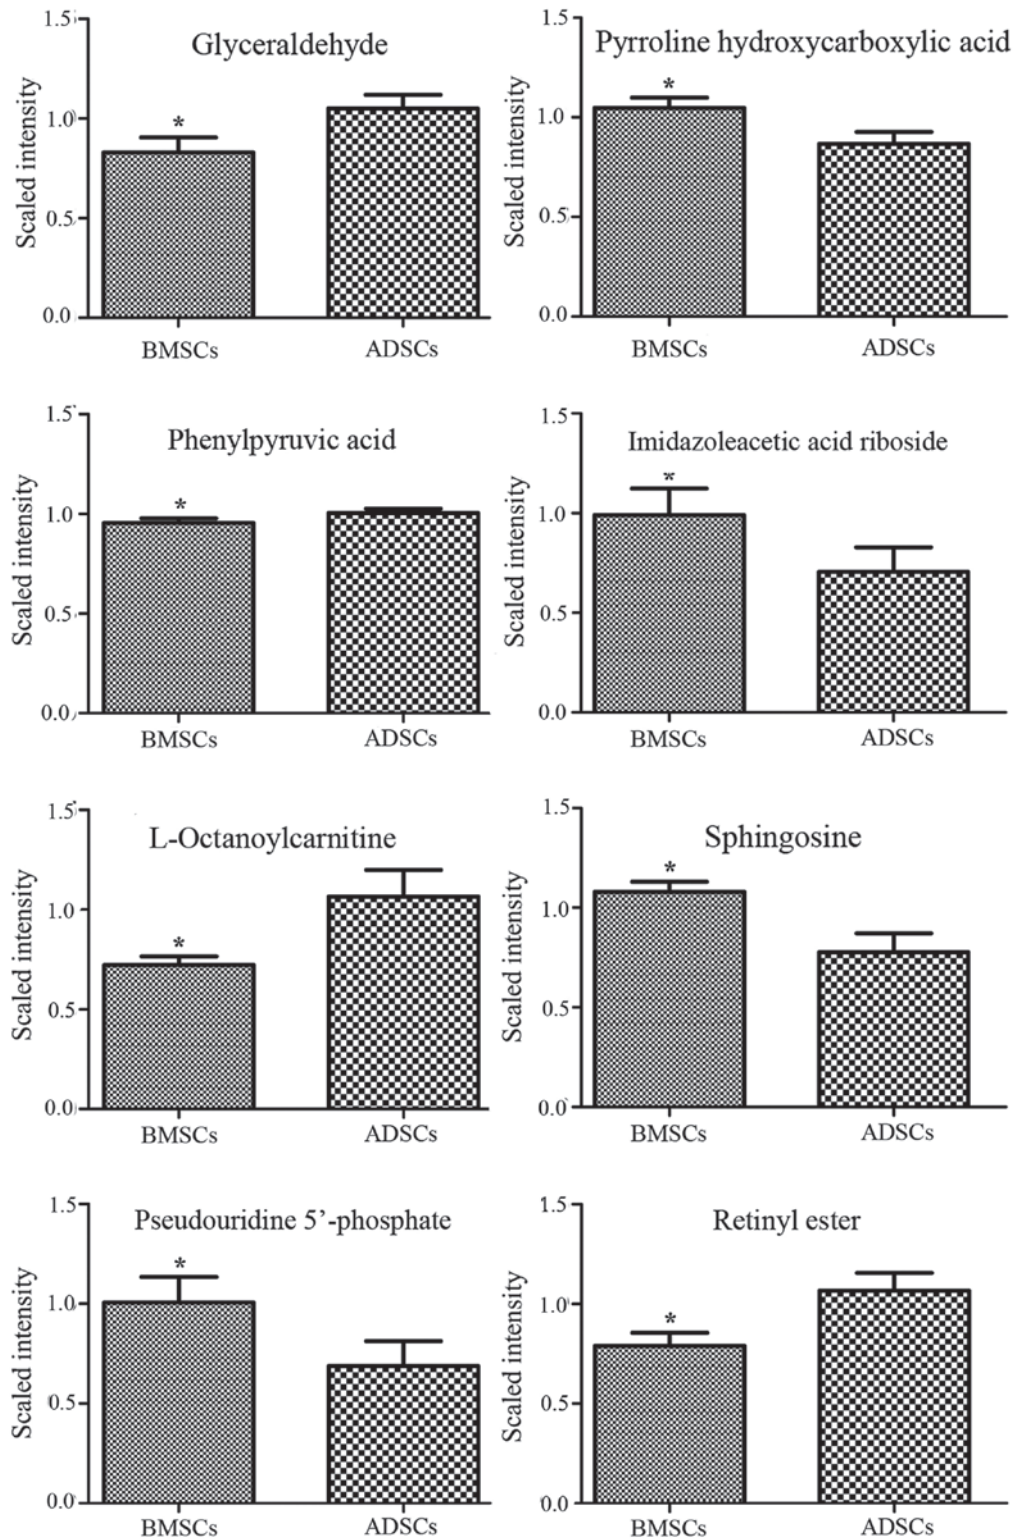 Glyceraldehyde
Scaled intensity
1.5
1.0
0.5
0.0
*
BMSCs
ADSCs
Pyrroline hydroxycarboxylic acid
Scaled intensity
1.5
1.0
0.5
0.0
*
BMSCs
ADSCs
Phenylpyruvic acid
Scaled intensity
1.5
1.0
0.5
0.0
*
BMSCs
ADSCs
Imidazoleacetic acid riboside
Scaled intensity
1.5
1.0
0.5
0.0
*
BMSCs
ADSCs
L-Octanoylcarnitine
Scaled intensity
1.5
1.0
0.5
0.0
*
BMSCs
ADSCs
Sphingosine
Scaled intensity
1.5
1.0
0.5
0.0
*
BMSCs
ADSCs
Pseudouridine 5’-phosphate
Scaled intensity
1.5
1.0
0.5
0.0
*
BMSCs
ADSCs
Retinyl ester
Scaled intensity
1.5
1.0
0.5
0.0
*
BMSCs
ADSCs